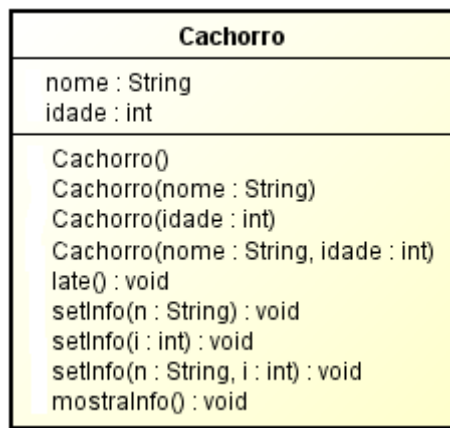 Cachorro
nome : String
idade : int
Cachorro()
Cachorro(nome : String)
Cachorro(idade : int)
Cachorro(nome : String, idade : int)
late() : void
setInfo(n : String) : void
setInfo(i : int) : void
setInfo(n : String, i : int) : void
mostraInfo() : void